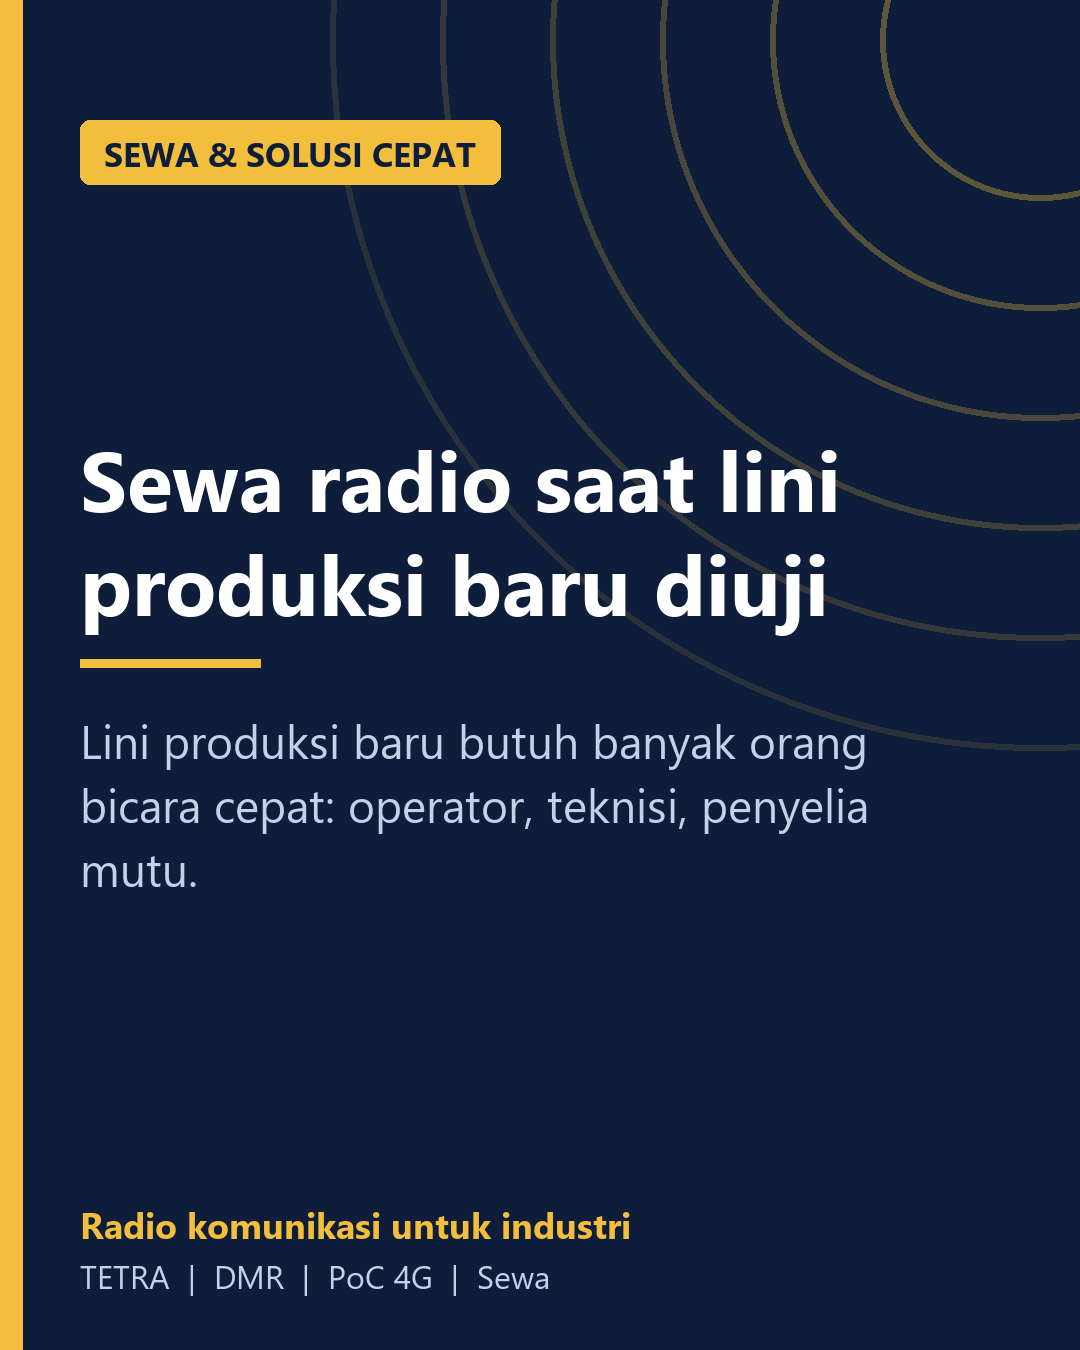 SEWA & SOLUSI CEPAT
Sewa radio saat lini
produksi baru diuji
Lini produksi baru butuh banyak orang
bicara cepat: operator, teknisi, penyelia
mutu.
Radio komunikasi untuk industri
TETRA | DMR | PoC 4G | Sewa